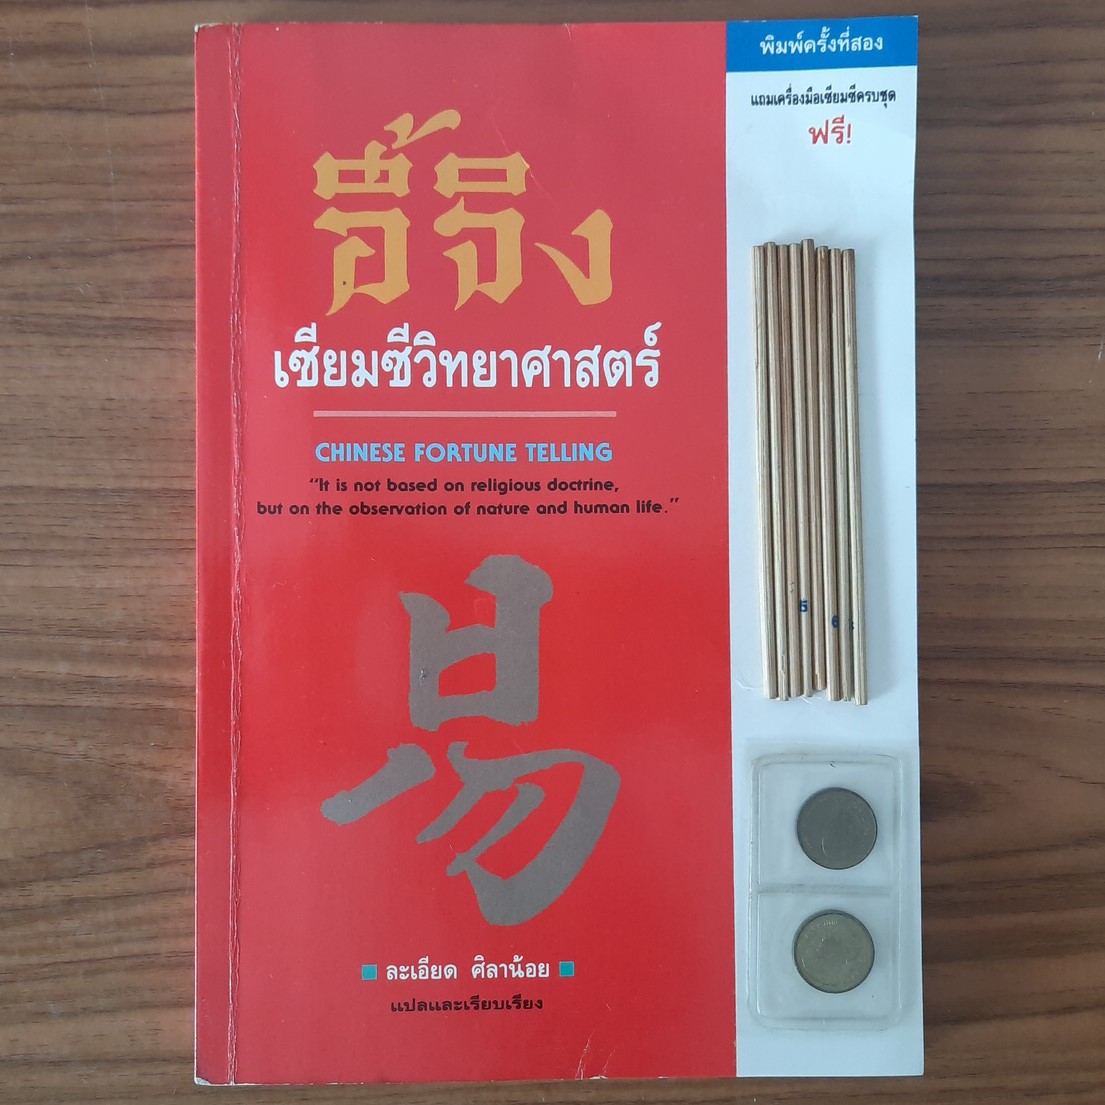 อี้จิง
เซียมซีวิทยาศาสตร์
CHINESE FORTUNE TELLING
“It is not based on religious doctrine,
but on the observation of nature and human life.”
易
ละเอียด ศิลาน้อย
แปลและเรียบเรียง
พิมพ์ครั้งที่สอง
แถมเครื่องมือเซียมซีครบชุด
ฟรี!
5
6